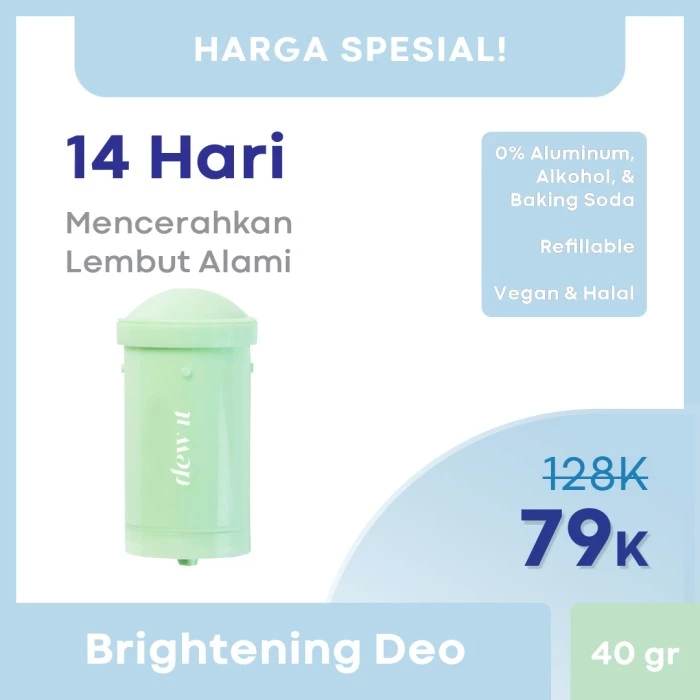 HARGA SPESIAL!
14 Hari
Mencerahkan
Lembut Alami
0% Aluminum,
Alkohol, &
Baking Soda
Refillable
Vegan & Halal
dew it
128K
79K
Brightening Deo
40 gr